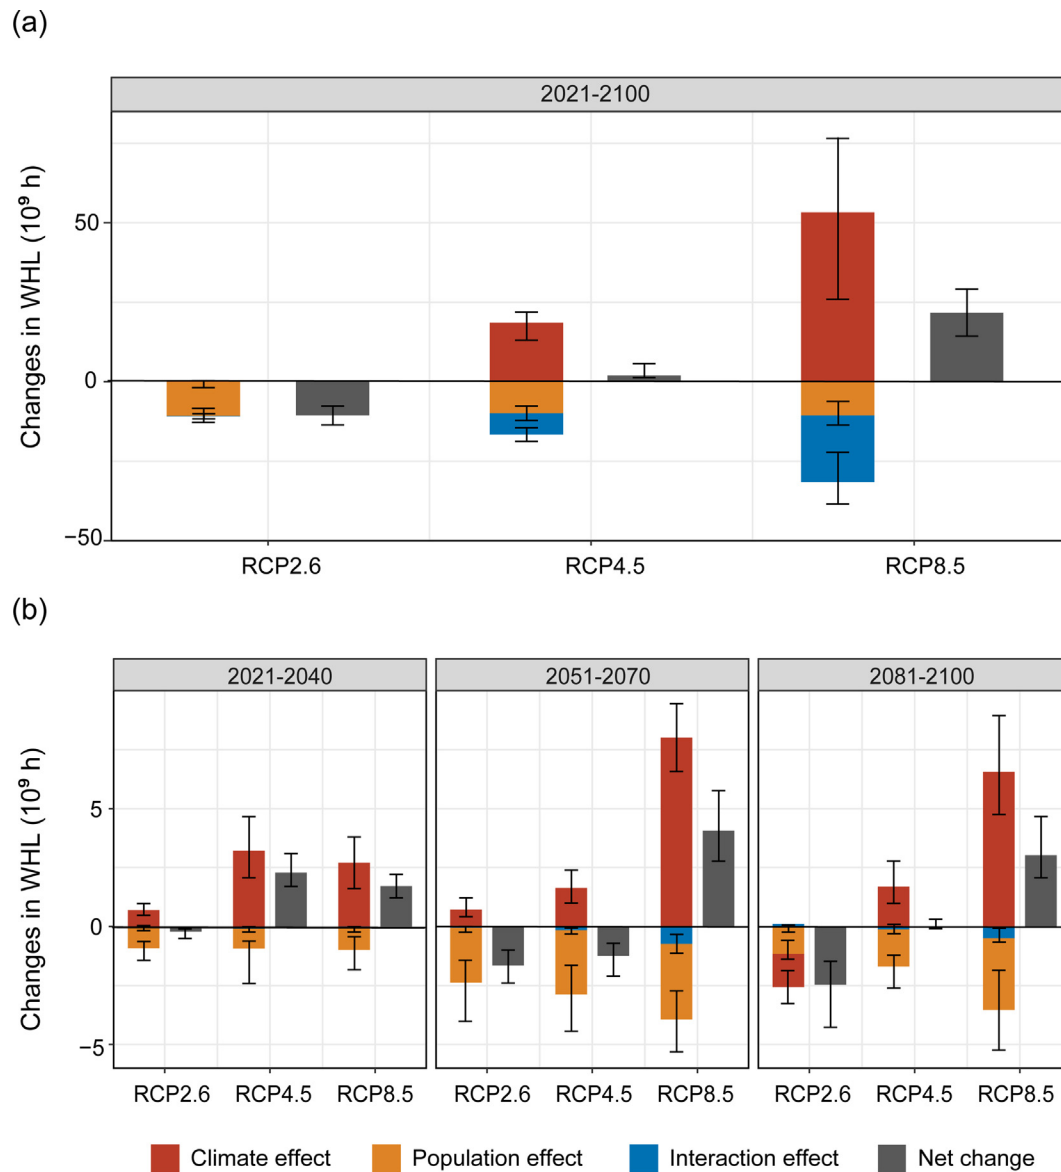 (a)
2021-2100
Changes in WHL (10⁹ h)
50
0
−50
RCP2.6 RCP4.5 RCP8.5
(b)
2021-2040 2051-2070 2081-2100
Changes in WHL (10⁹ h)
5
0
−5
RCP2.6 RCP4.5 RCP8.5 RCP2.6 RCP4.5 RCP8.5 RCP2.6 RCP4.5 RCP8.5
Climate effect Population effect Interaction effect Net change